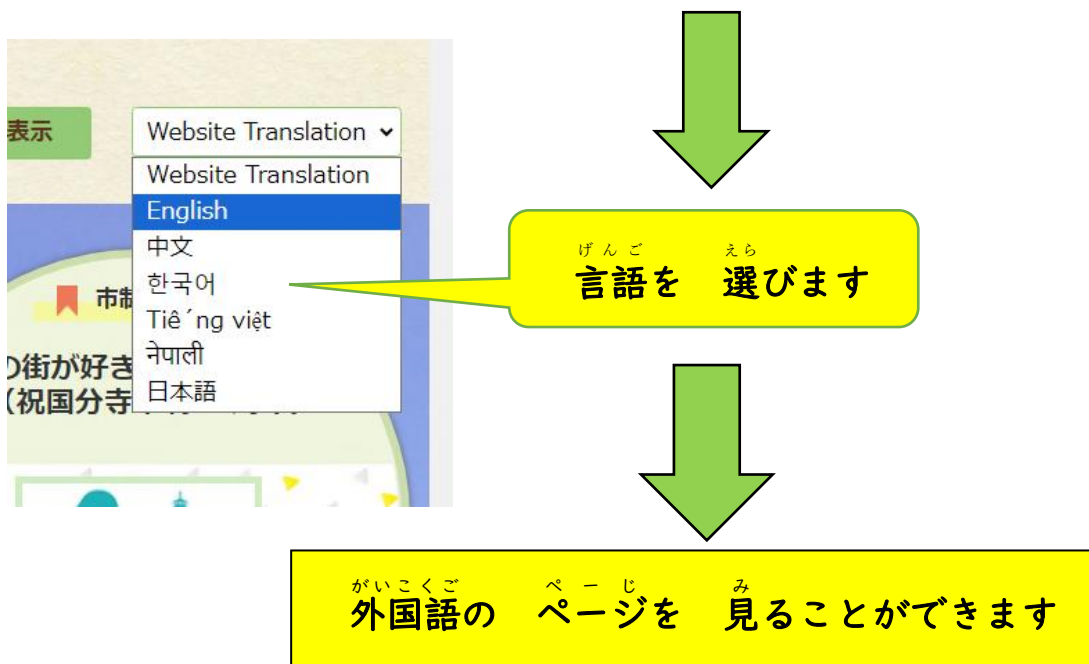 表示
Website Translation
Website Translation
English
中文
한국어
Tiê´ng việt
नेपाली
日本語
市制
の街が好き
(祝国分寺
げんご えら
言語を 選びます
がいこくご ぺーじ み
外国語の ページを 見ることができます